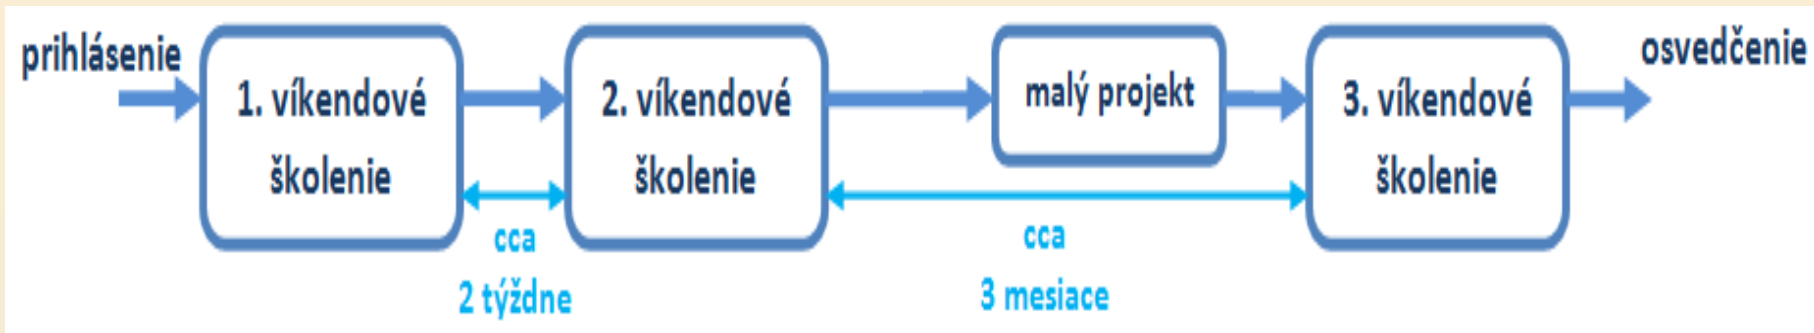 prihlásenie
1. víkendové
školenie
cca
2 týždne
2. víkendové
školenie
malý projekt
cca
3 mesiace
3. víkendové
školenie
osvedčenie